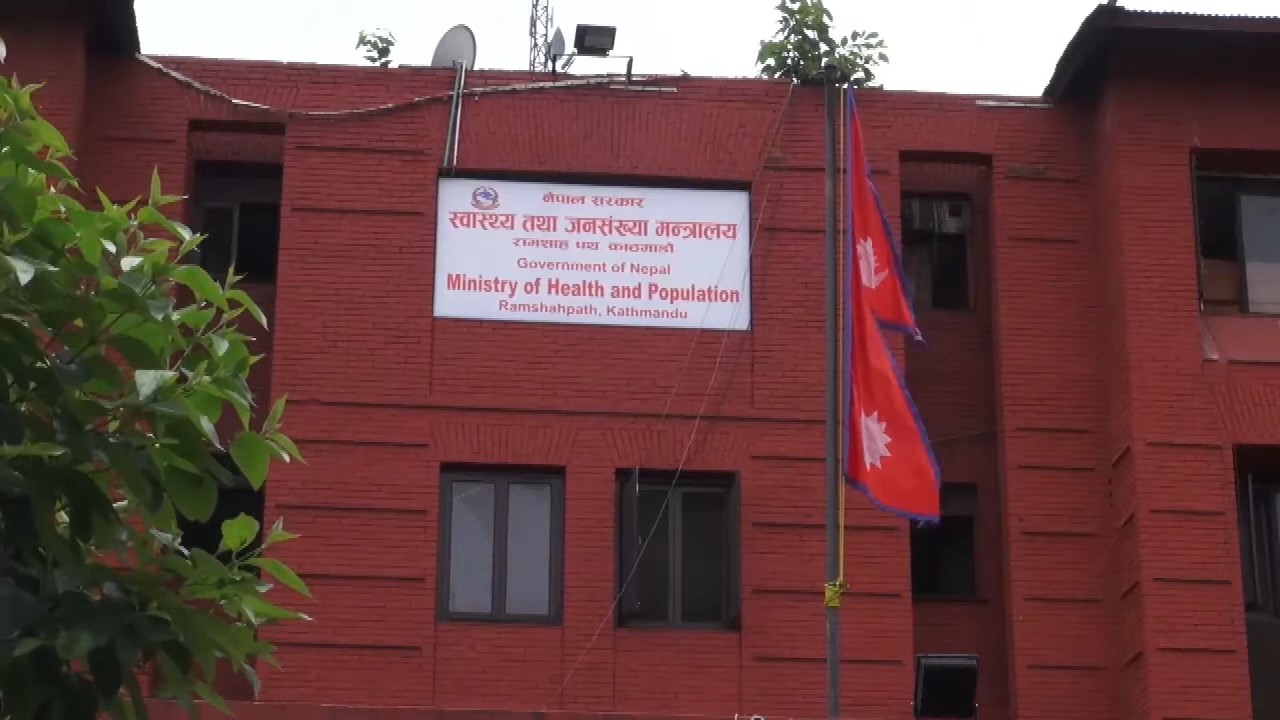 नेपाल सरकार
स्वास्थ्य तथा जनसंख्या मन्त्रालय
रामशाह पथ काठमाडौं
Government of Nepal
Ministry of Health and Population
Ramshahpath, Kathmandu